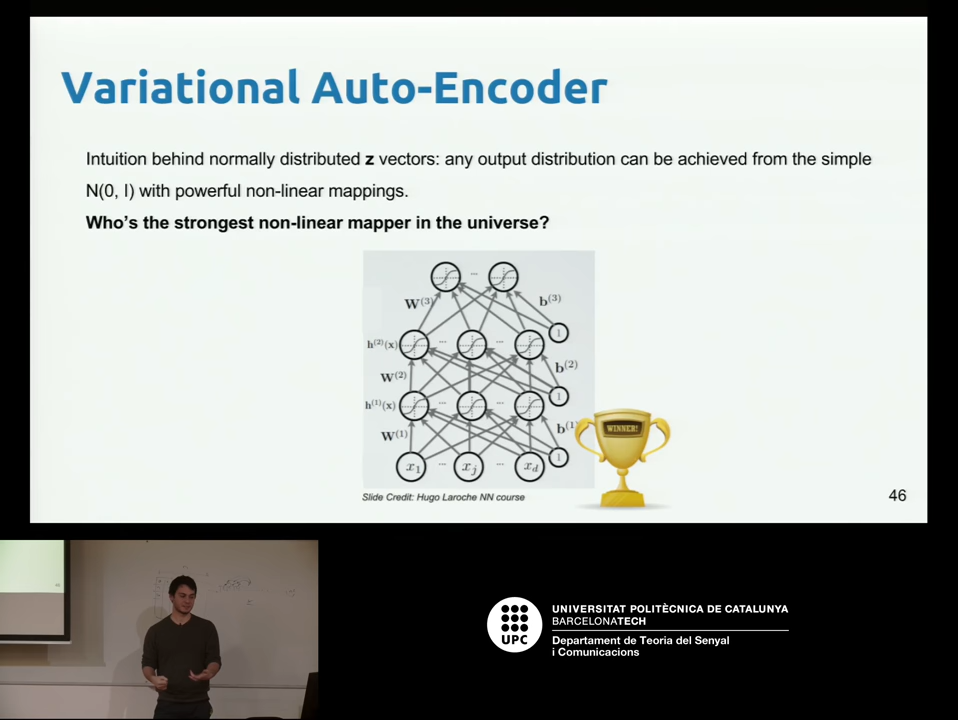 Variational Auto-Encoder
Intuition behind normally distributed z vectors: any output distribution can be achieved from the simple
N(0, I) with powerful non-linear mappings.
Who's the strongest non-linear mapper in the universe?
...
W(3)
b(3)
1
h(2)(x)
...
...
W(2)
b(2)
1
h(1)(x)
...
...
W(1)
b(1)
WINNER!
x1
...
xj
...
xd
1
Slide Credit: Hugo Laroche NN course
46
UPC
UNIVERSITAT POLITÈCNICA DE CATALUNYA
BARCELONATECH
Departament de Teoria del Senyal
i Comunicacions